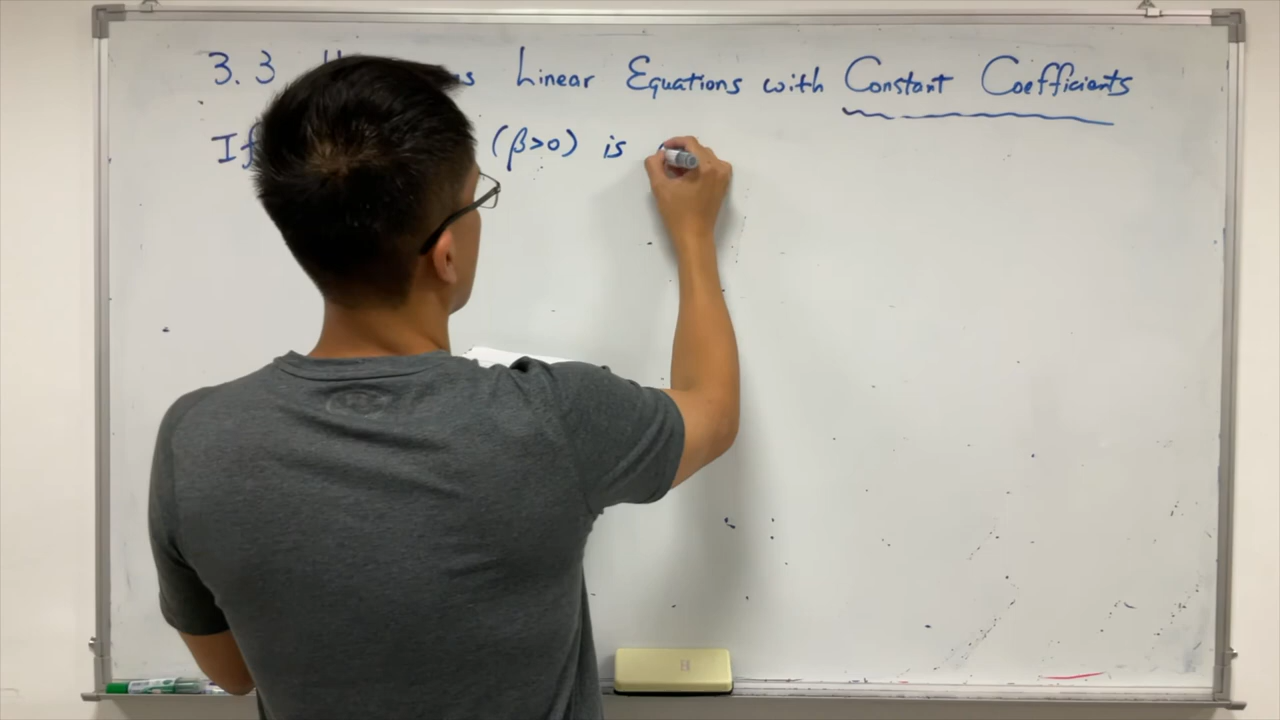 3.3 Linear Equations with Constant Coefficients
If (β>0) is